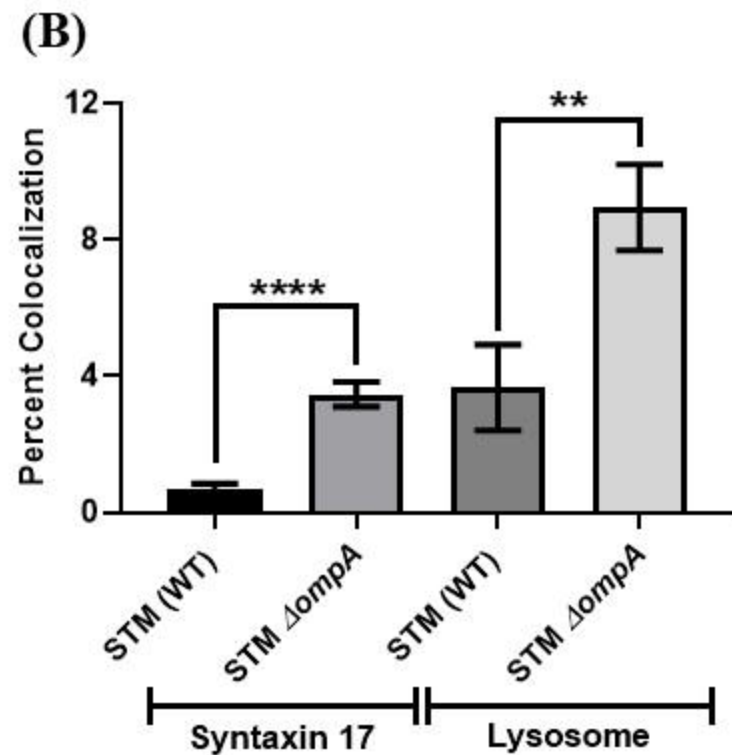 (B)
Percent Colocalization
12
8
4
0
****
**
STM (WT)
STM ΔompA
STM (WT)
STM ΔompA
Syntaxin 17
Lysosome